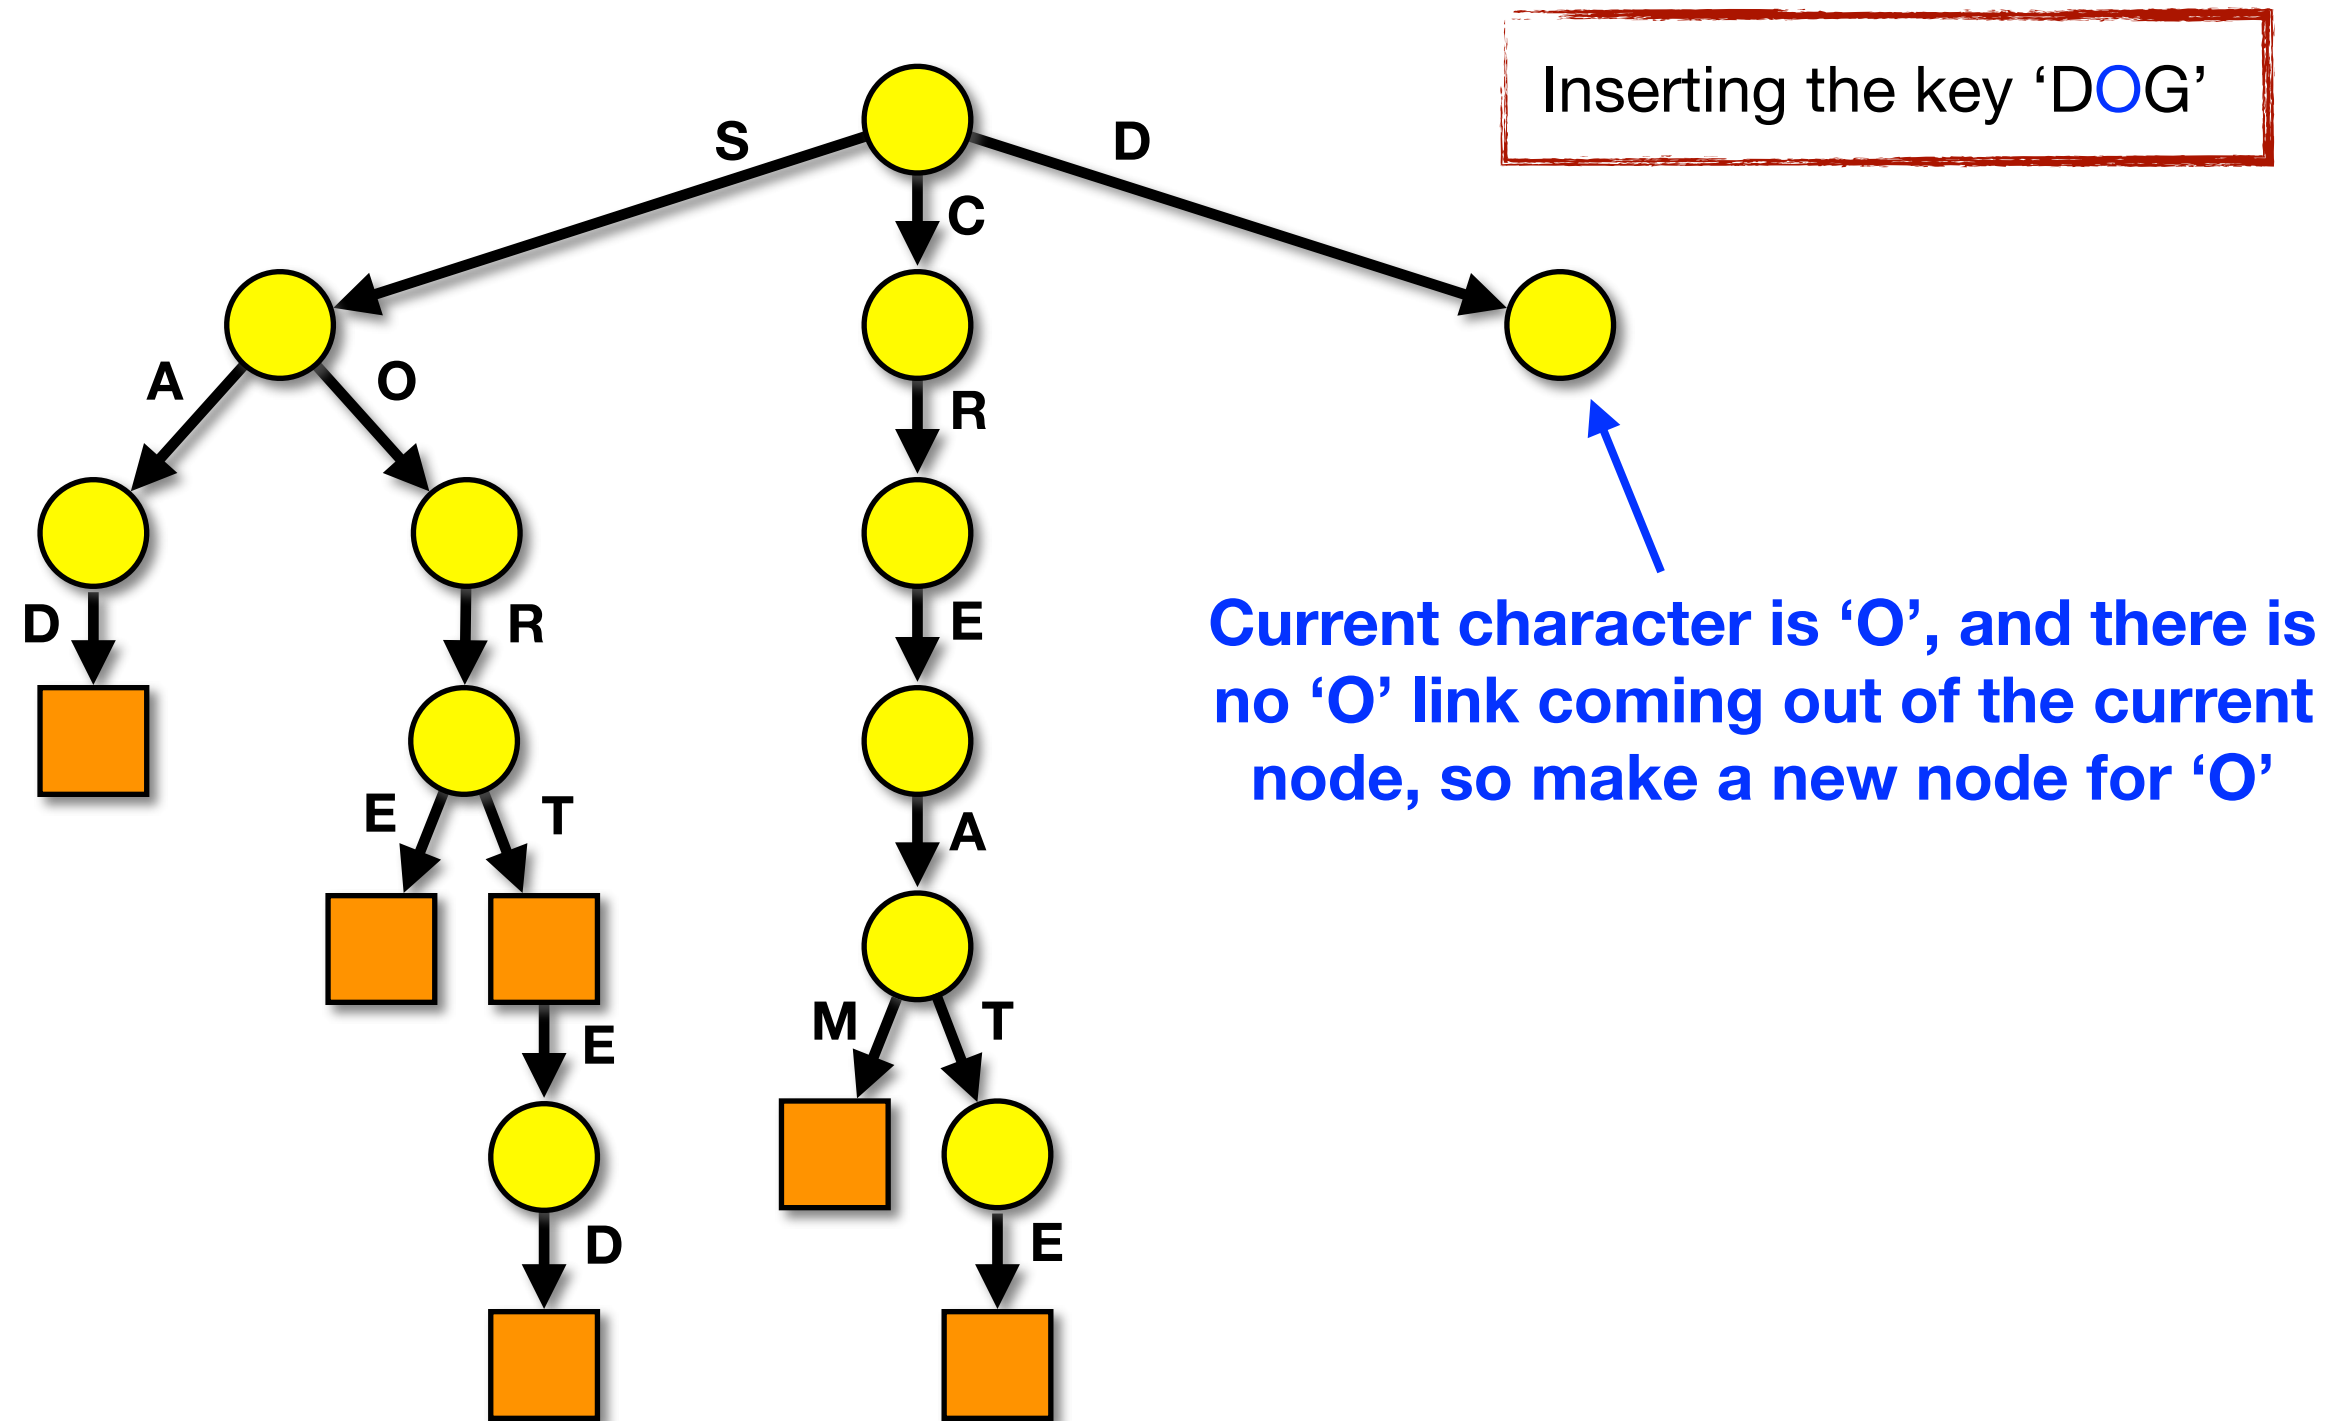 Inserting the key ‘DOG’
S
D
C
A
O
R
D
R
E
E
T
A
E
M
T
D
E
Current character is ‘O’, and there is
no ‘O’ link coming out of the current
node, so make a new node for ‘O’